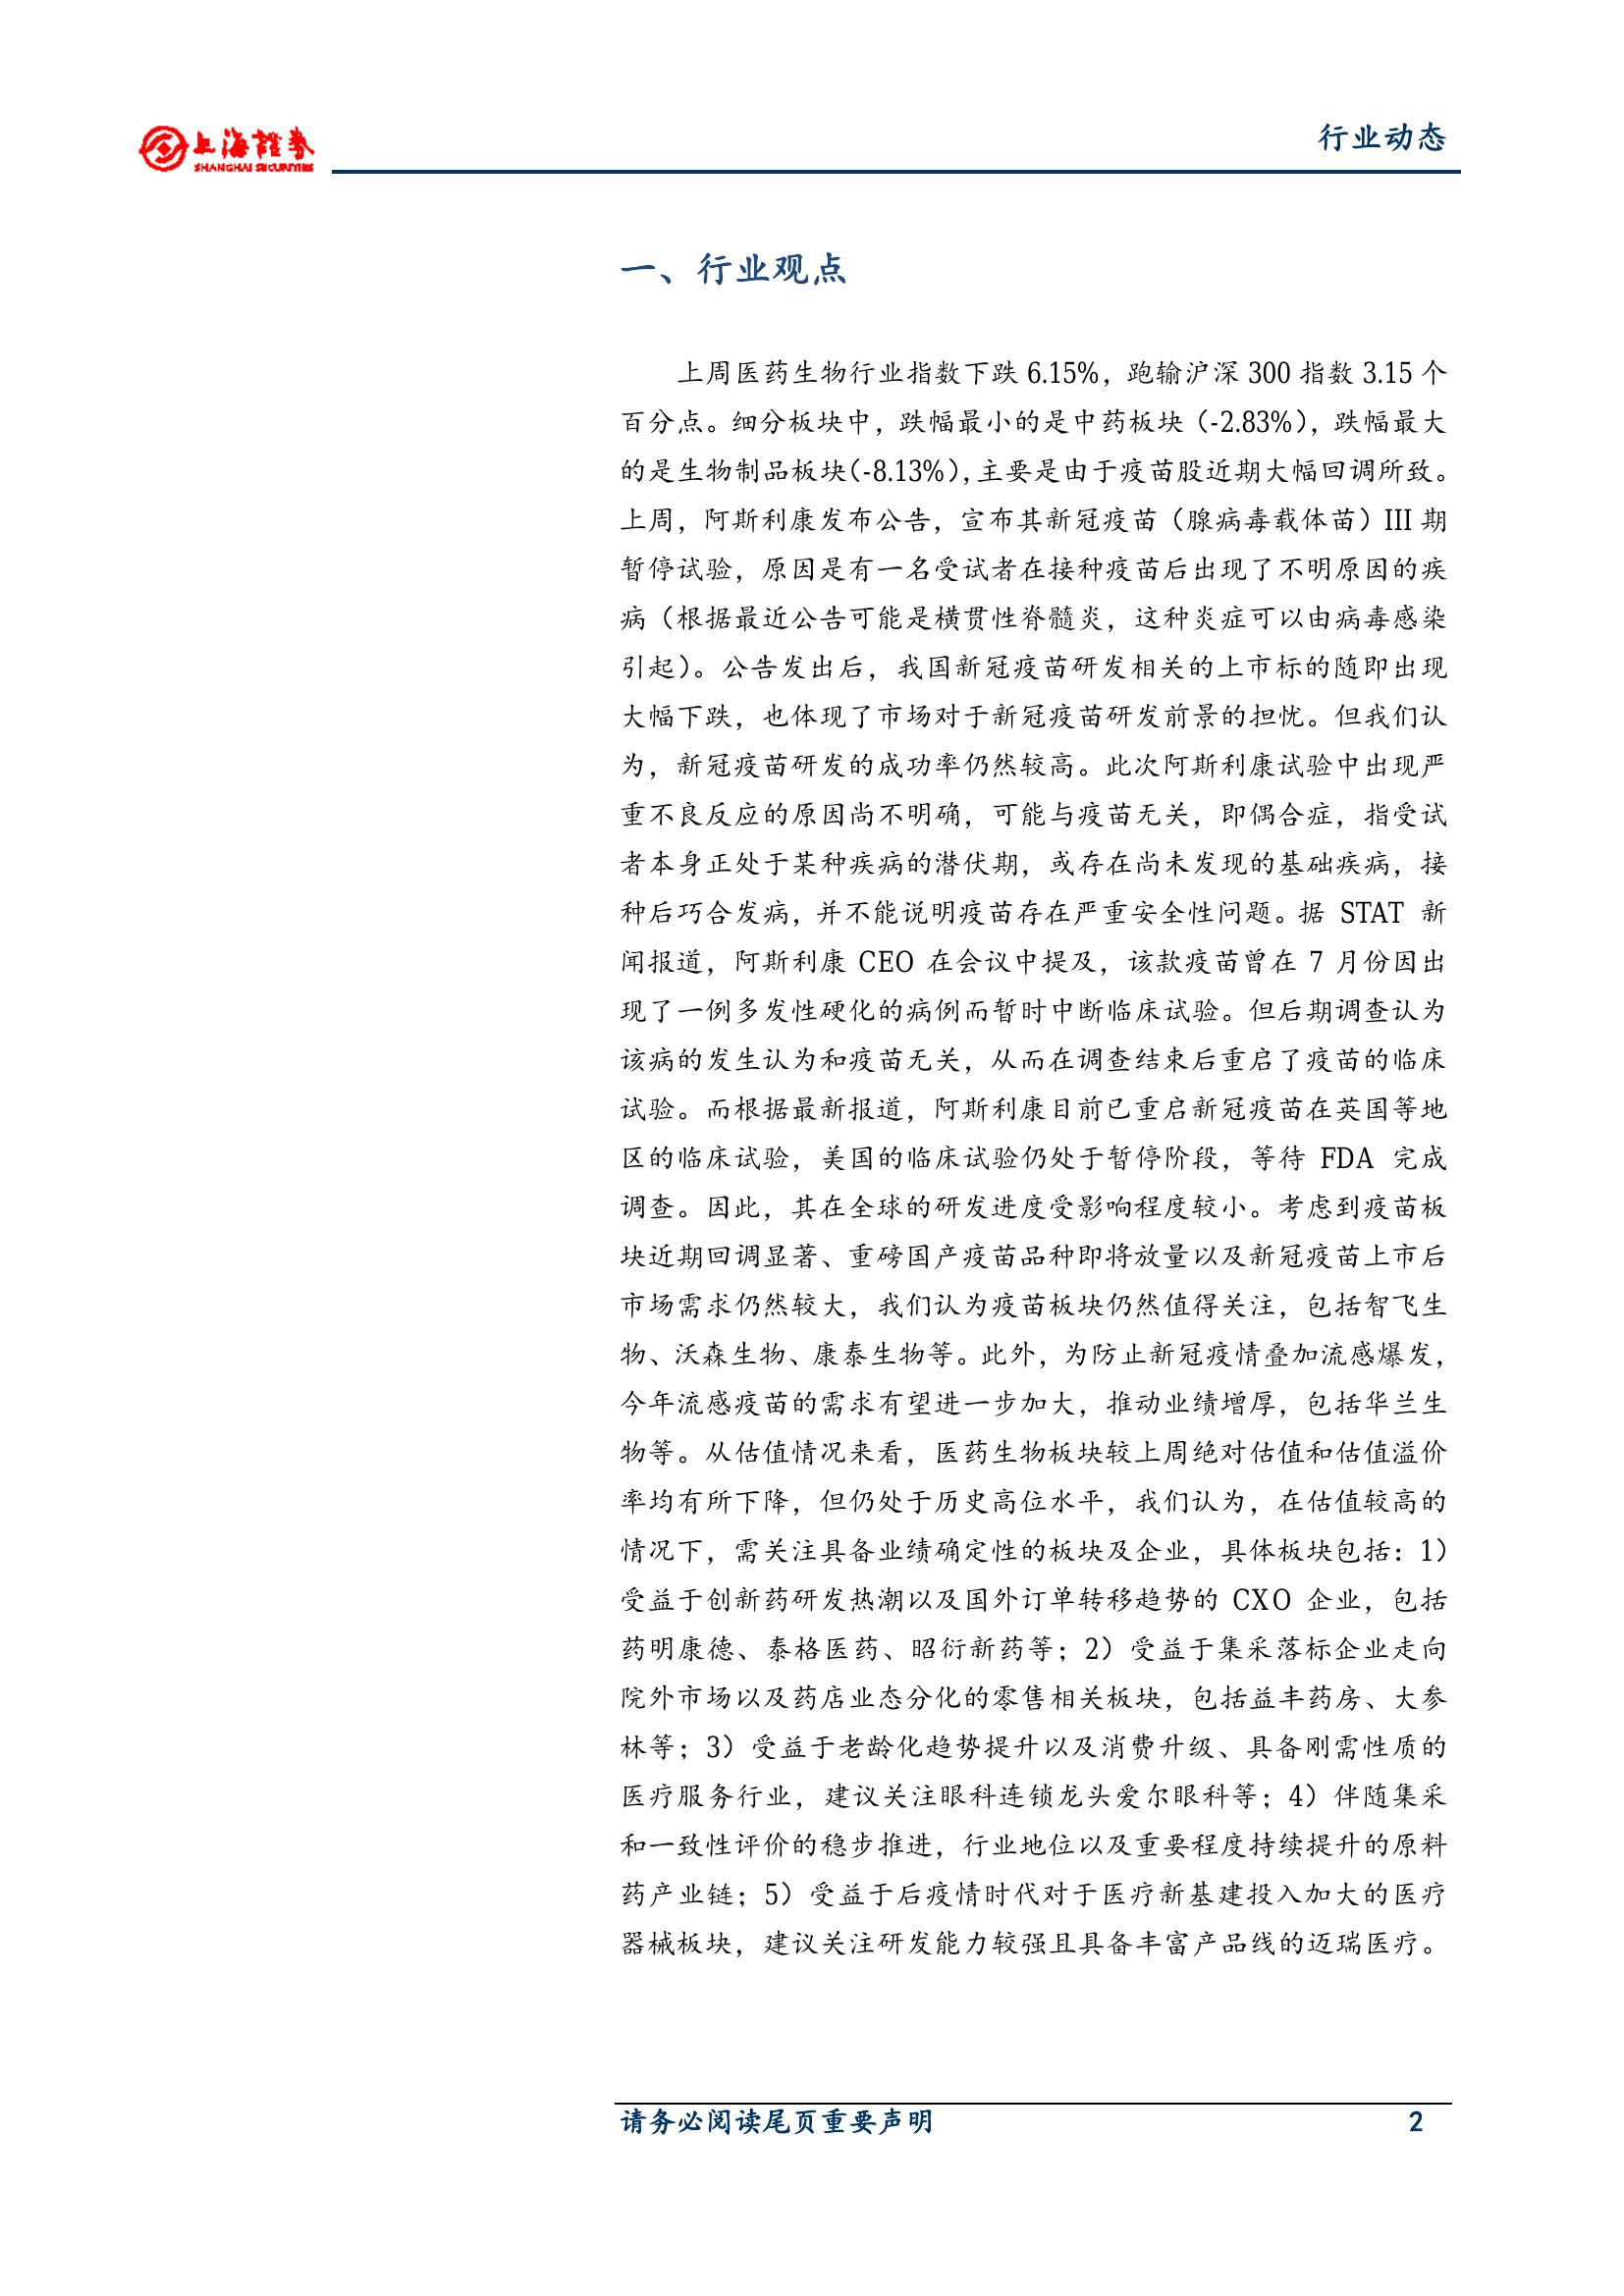 上海證券
SHANGHAI SECURITIES
行业动态
一、行业观点
上周医药生物行业指数下跌 6.15%，跑输沪深 300 指数 3.15 个
百分点。细分板块中，跌幅最小的是中药板块（-2.83%），跌幅最大
的是生物制品板块（-8.13%），主要是由于疫苗股近期大幅回调所致。
上周，阿斯利康发布公告，宣布其新冠疫苗（腺病毒载体苗）III 期
暂停试验，原因是有一名受试者在接种疫苗后出现了不明原因的疾
病（根据最近公告可能是横贯性脊髓炎，这种炎症可以由病毒感染
引起）。公告发出后，我国新冠疫苗研发相关的上市标的随即出现
大幅下跌，也体现了市场对于新冠疫苗研发前景的担忧。但我们认
为，新冠疫苗研发的成功率仍然较高。此次阿斯利康试验中出现严
重不良反应的原因尚不明确，可能与疫苗无关，即偶合症，指受试
者本身正处于某种疾病的潜伏期，或存在尚未发现的基础疾病，接
种后巧合发病，并不能说明疫苗存在严重安全性问题。据 STAT 新
闻报道，阿斯利康 CEO 在会议中提及，该款疫苗曾在 7 月份因出
现了一例多发性硬化的病例而暂时中断临床试验。但后期调查认为
该病的发生认为和疫苗无关，从而在调查结束后重启了疫苗的临床
试验。而根据最新报道，阿斯利康目前已重启新冠疫苗在英国等地
区的临床试验，美国的临床试验仍处于暂停阶段，等待 FDA 完成
调查。因此，其在全球的研发进度受影响程度较小。考虑到疫苗板
块近期回调显著、重磅国产疫苗品种即将放量以及新冠疫苗上市后
市场需求仍然较大，我们认为疫苗板块仍然值得关注，包括智飞生
物、沃森生物、康泰生物等。此外，为防止新冠疫情叠加流感爆发，
今年流感疫苗的需求有望进一步加大，推动业绩增厚，包括华兰生
物等。从估值情况来看，医药生物板块较上周绝对估值和估值溢价
率均有所下降，但仍处于历史高位水平，我们认为，在估值较高的
情况下，需关注具备业绩确定性的板块及企业，具体板块包括：1）
受益于创新药研发热潮以及国外订单转移趋势的 CXO 企业，包括
药明康德、泰格医药、昭衍新药等；2）受益于集采落标企业走向
院外市场以及药店业态分化的零售相关板块，包括益丰药房、大参
林等；3）受益于老龄化趋势提升以及消费升级、具备刚需性质的
医疗服务行业，建议关注眼科连锁龙头爱尔眼科等；4）伴随集采
和一致性评价的稳步推进，行业地位以及重要程度持续提升的原料
药产业链；5）受益于后疫情时代对于医疗新基建投入加大的医疗
器械板块，建议关注研发能力较强且具备丰富产品线的迈瑞医疗。
请务必阅读尾页重要声明 2